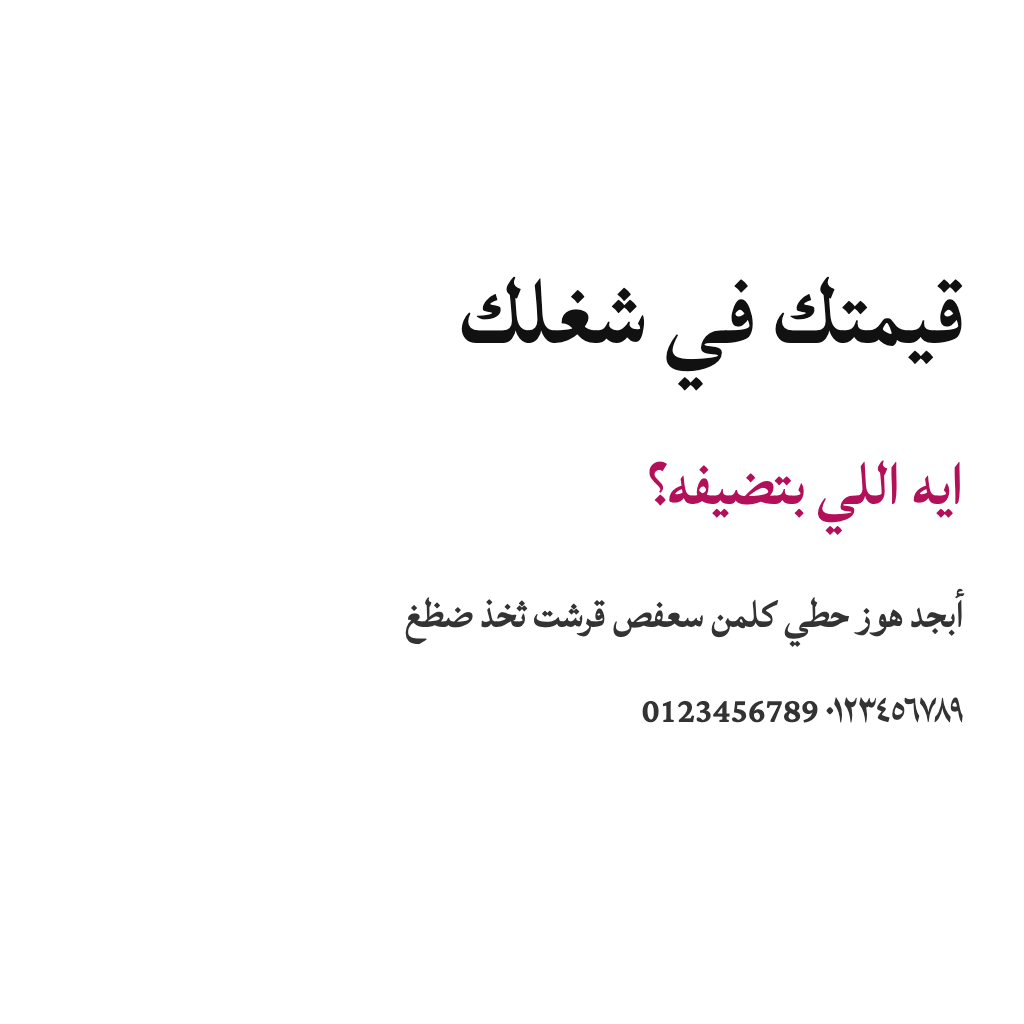 قيمتك في شغلك
ايه اللي بتضيفه؟
أبجد هوز حطي كلمن سعفص قرشت ثخذ ضظغ
٠١٢٣٤٥٦٧٨٩ 0123456789